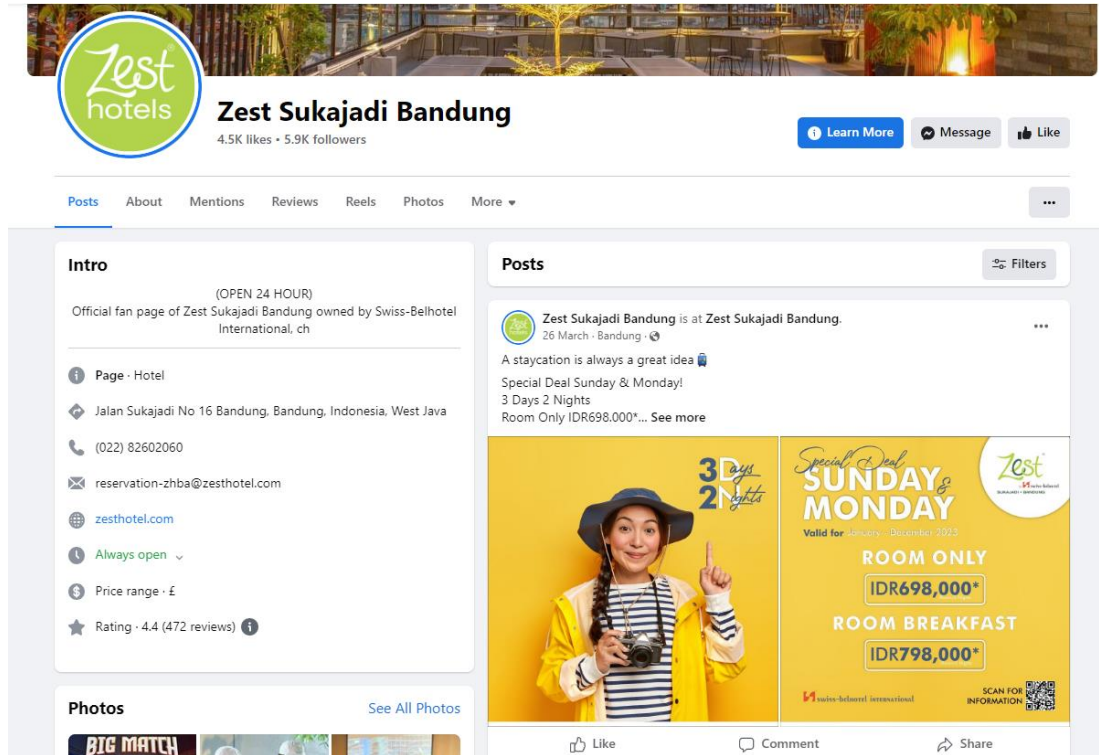 Zest
hotels
Zest Sukajadi Bandung
4.5K likes • 5.9K followers
Learn More
Message
Like
Posts
About
Mentions
Reviews
Reels
Photos
More
Intro
(OPEN 24 HOUR)
Official fan page of Zest Sukajadi Bandung owned by Swiss-Belhotel
International, ch
Page · Hotel
Jalan Sukajadi No 16 Bandung, Bandung, Indonesia, West Java
(022) 82602060
reservation-zhba@zesthotel.com
zesthotel.com
Always open
Price range · £
Rating · 4.4 (472 reviews)
Photos
See All Photos
BIG MATCH
Posts
Filters
Zest Sukajadi Bandung is at Zest Sukajadi Bandung.
26 March · Bandung ·
A staycation is always a great idea
Special Deal Sunday & Monday!
3 Days 2 Nights
Room Only IDR698.000*... See more
3Days
2Nights
Special Deal
SUNDAY &
MONDAY
Valid for January - December 2023
ROOM ONLY
IDR698,000*
ROOM BREAKFAST
IDR798,000*
swiss-belhotel international
SCAN FOR
INFORMATION
Zest
SUKAJADI • BANDUNG
Like
Comment
Share